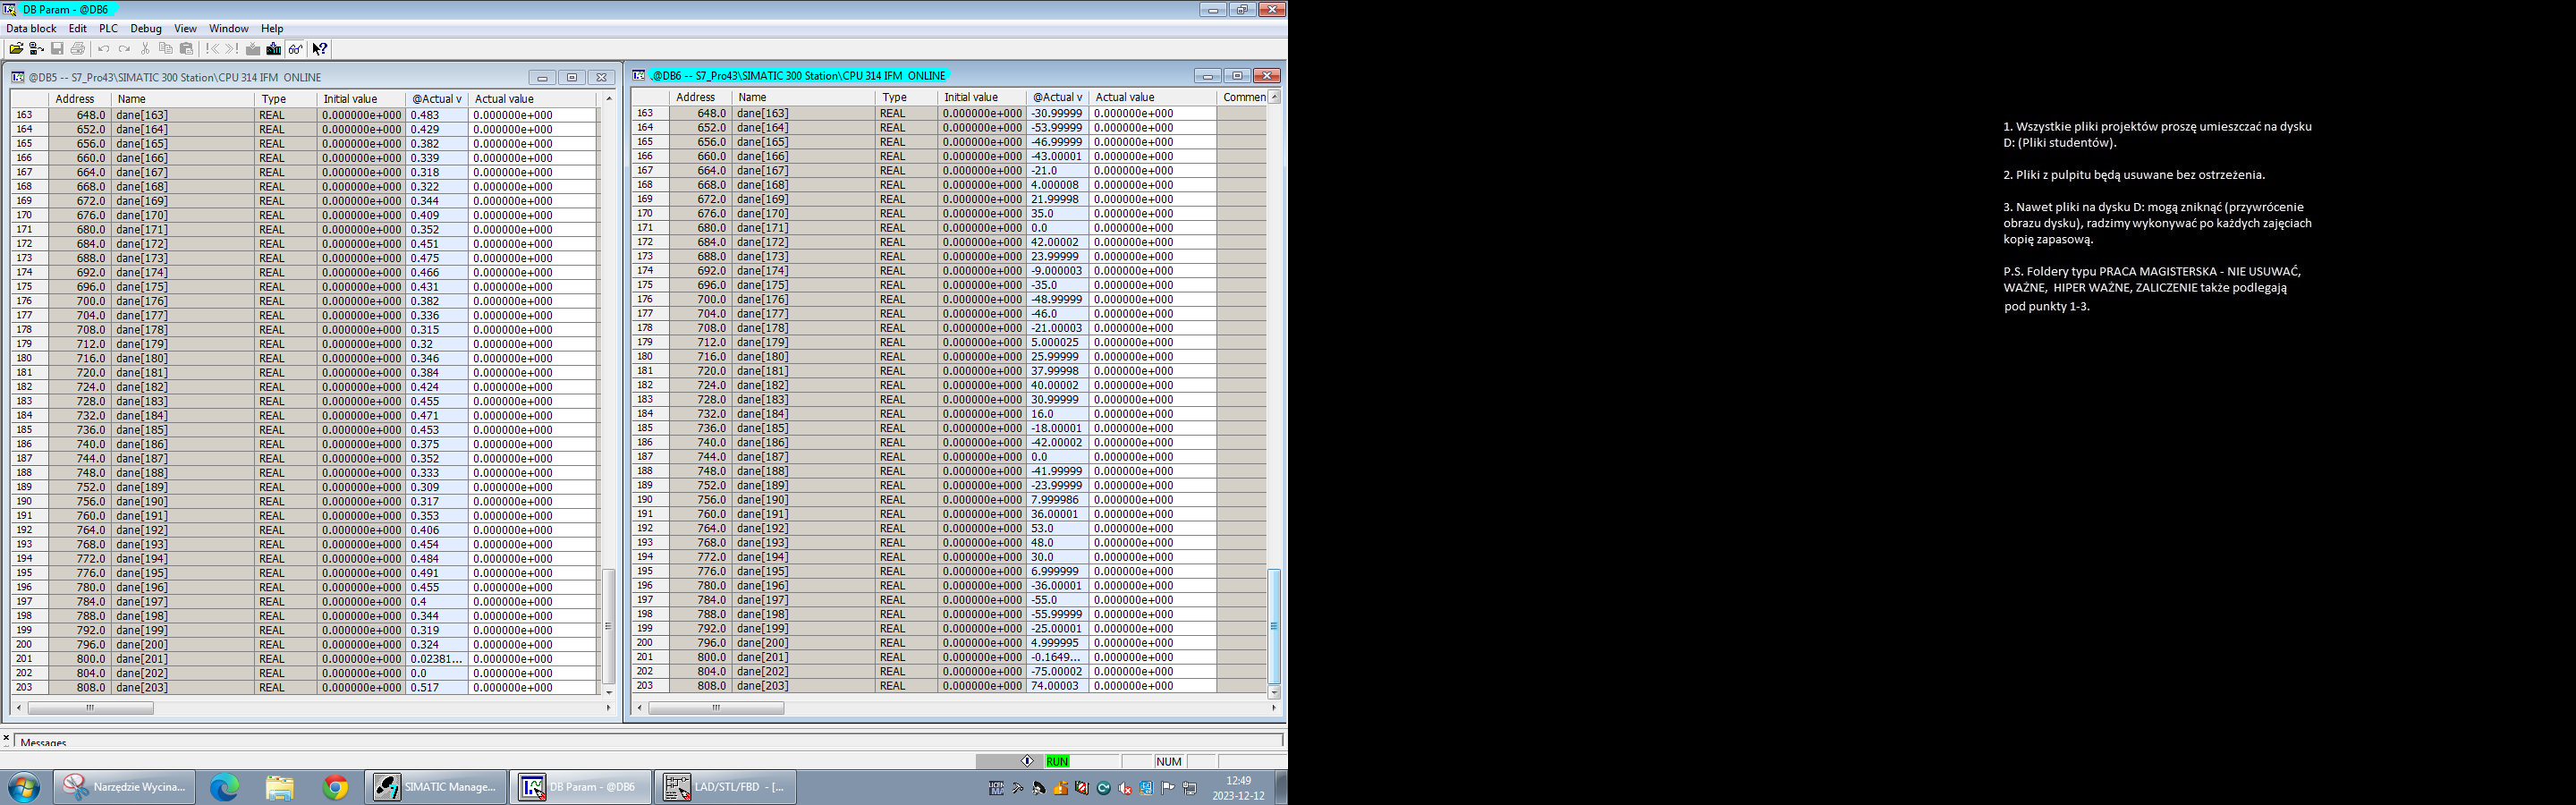 DB Param - @DB6
Data block Edit PLC Debug View Window Help
@DB5 -- S7_Pro43\SIMATIC 300 Station\CPU 314 IFM ONLINE
Address Name Type Initial value @Actual v Actual value
163 648.0 dane[163] REAL 0.000000e+000 0.483 0.000000e+000
164 652.0 dane[164] REAL 0.000000e+000 0.429 0.000000e+000
165 656.0 dane[165] REAL 0.000000e+000 0.382 0.000000e+000
166 660.0 dane[166] REAL 0.000000e+000 0.339 0.000000e+000
167 664.0 dane[167] REAL 0.000000e+000 0.318 0.000000e+000
168 668.0 dane[168] REAL 0.000000e+000 0.322 0.000000e+000
169 672.0 dane[169] REAL 0.000000e+000 0.344 0.000000e+000
170 676.0 dane[170] REAL 0.000000e+000 0.409 0.000000e+000
171 680.0 dane[171] REAL 0.000000e+000 0.352 0.000000e+000
172 684.0 dane[172] REAL 0.000000e+000 0.451 0.000000e+000
173 688.0 dane[173] REAL 0.000000e+000 0.475 0.000000e+000
174 692.0 dane[174] REAL 0.000000e+000 0.466 0.000000e+000
175 696.0 dane[175] REAL 0.000000e+000 0.431 0.000000e+000
176 700.0 dane[176] REAL 0.000000e+000 0.382 0.000000e+000
177 704.0 dane[177] REAL 0.000000e+000 0.336 0.000000e+000
178 708.0 dane[178] REAL 0.000000e+000 0.315 0.000000e+000
179 712.0 dane[179] REAL 0.000000e+000 0.32 0.000000e+000
180 716.0 dane[180] REAL 0.000000e+000 0.346 0.000000e+000
181 720.0 dane[181] REAL 0.000000e+000 0.384 0.000000e+000
182 724.0 dane[182] REAL 0.000000e+000 0.424 0.000000e+000
183 728.0 dane[183] REAL 0.000000e+000 0.455 0.000000e+000
184 732.0 dane[184] REAL 0.000000e+000 0.471 0.000000e+000
185 736.0 dane[185] REAL 0.000000e+000 0.453 0.000000e+000
186 740.0 dane[186] REAL 0.000000e+000 0.375 0.000000e+000
187 744.0 dane[187] REAL 0.000000e+000 0.352 0.000000e+000
188 748.0 dane[188] REAL 0.000000e+000 0.333 0.000000e+000
189 752.0 dane[189] REAL 0.000000e+000 0.309 0.000000e+000
190 756.0 dane[190] REAL 0.000000e+000 0.317 0.000000e+000
191 760.0 dane[191] REAL 0.000000e+000 0.353 0.000000e+000
192 764.0 dane[192] REAL 0.000000e+000 0.406 0.000000e+000
193 768.0 dane[193] REAL 0.000000e+000 0.454 0.000000e+000
194 772.0 dane[194] REAL 0.000000e+000 0.484 0.000000e+000
195 776.0 dane[195] REAL 0.000000e+000 0.491 0.000000e+000
196 780.0 dane[196] REAL 0.000000e+000 0.455 0.000000e+000
197 784.0 dane[197] REAL 0.000000e+000 0.4 0.000000e+000
198 788.0 dane[198] REAL 0.000000e+000 0.344 0.000000e+000
199 792.0 dane[199] REAL 0.000000e+000 0.319 0.000000e+000
200 796.0 dane[200] REAL 0.000000e+000 0.324 0.000000e+000
201 800.0 dane[201] REAL 0.000000e+000 0.02381... 0.000000e+000
202 804.0 dane[202] REAL 0.000000e+000 0.0 0.000000e+000
203 808.0 dane[203] REAL 0.000000e+000 0.517 0.000000e+000
@DB6 -- S7_Pro43\SIMATIC 300 Station\CPU 314 IFM ONLINE
Address Name Type Initial value @Actual v Actual value Commen
163 648.0 dane[163] REAL 0.000000e+000 -30.99999 0.000000e+000
164 652.0 dane[164] REAL 0.000000e+000 -53.99999 0.000000e+000
165 656.0 dane[165] REAL 0.000000e+000 -46.99999 0.000000e+000
166 660.0 dane[166] REAL 0.000000e+000 -43.00001 0.000000e+000
167 664.0 dane[167] REAL 0.000000e+000 -21.0 0.000000e+000
168 668.0 dane[168] REAL 0.000000e+000 4.000008 0.000000e+000
169 672.0 dane[169] REAL 0.000000e+000 21.99998 0.000000e+000
170 676.0 dane[170] REAL 0.000000e+000 35.0 0.000000e+000
171 680.0 dane[171] REAL 0.000000e+000 0.0 0.000000e+000
172 684.0 dane[172] REAL 0.000000e+000 42.00002 0.000000e+000
173 688.0 dane[173] REAL 0.000000e+000 23.99999 0.000000e+000
174 692.0 dane[174] REAL 0.000000e+000 -9.000003 0.000000e+000
175 696.0 dane[175] REAL 0.000000e+000 -35.0 0.000000e+000
176 700.0 dane[176] REAL 0.000000e+000 -48.99999 0.000000e+000
177 704.0 dane[177] REAL 0.000000e+000 -46.0 0.000000e+000
178 708.0 dane[178] REAL 0.000000e+000 -21.00003 0.000000e+000
179 712.0 dane[179] REAL 0.000000e+000 5.000025 0.000000e+000
180 716.0 dane[180] REAL 0.000000e+000 25.99999 0.000000e+000
181 720.0 dane[181] REAL 0.000000e+000 37.99998 0.000000e+000
182 724.0 dane[182] REAL 0.000000e+000 40.00002 0.000000e+000
183 728.0 dane[183] REAL 0.000000e+000 30.99999 0.000000e+000
184 732.0 dane[184] REAL 0.000000e+000 16.0 0.000000e+000
185 736.0 dane[185] REAL 0.000000e+000 -18.00001 0.000000e+000
186 740.0 dane[186] REAL 0.000000e+000 -42.00002 0.000000e+000
187 744.0 dane[187] REAL 0.000000e+000 0.0 0.000000e+000
188 748.0 dane[188] REAL 0.000000e+000 -41.99999 0.000000e+000
189 752.0 dane[189] REAL 0.000000e+000 -23.99999 0.000000e+000
190 756.0 dane[190] REAL 0.000000e+000 7.999986 0.000000e+000
191 760.0 dane[191] REAL 0.000000e+000 36.00001 0.000000e+000
192 764.0 dane[192] REAL 0.000000e+000 53.0 0.000000e+000
193 768.0 dane[193] REAL 0.000000e+000 48.0 0.000000e+000
194 772.0 dane[194] REAL 0.000000e+000 30.0 0.000000e+000
195 776.0 dane[195] REAL 0.000000e+000 6.999999 0.000000e+000
196 780.0 dane[196] REAL 0.000000e+000 -36.00001 0.000000e+000
197 784.0 dane[197] REAL 0.000000e+000 -55.0 0.000000e+000
198 788.0 dane[198] REAL 0.000000e+000 -55.99999 0.000000e+000
199 792.0 dane[199] REAL 0.000000e+000 -25.00001 0.000000e+000
200 796.0 dane[200] REAL 0.000000e+000 4.999995 0.000000e+000
201 800.0 dane[201] REAL 0.000000e+000 -0.1649... 0.000000e+000
202 804.0 dane[202] REAL 0.000000e+000 -75.00002 0.000000e+000
203 808.0 dane[203] REAL 0.000000e+000 74.00003 0.000000e+000
Messages
RUN NUM
Narzędzie Wycina... SIMATIC Manage... DB Param - @DB6 LAD/STL/FBD - [...
12:49
2023-12-12
1. Wszystkie pliki projektów proszę umieszczać na dysku
D: (Pliki studentów).
2. Pliki z pulpitu będą usuwane bez ostrzeżenia.
3. Nawet pliki na dysku D: mogą zniknąć (przywrócenie
obrazu dysku), radzimy wykonywać po każdych zajęciach
kopię zapasową.
P.S. Foldery typu PRACA MAGISTERSKA - NIE USUWAĆ,
WAŻNE, HIPER WAŻNE, ZALICZENIE także podlegają
pod punkty 1-3.